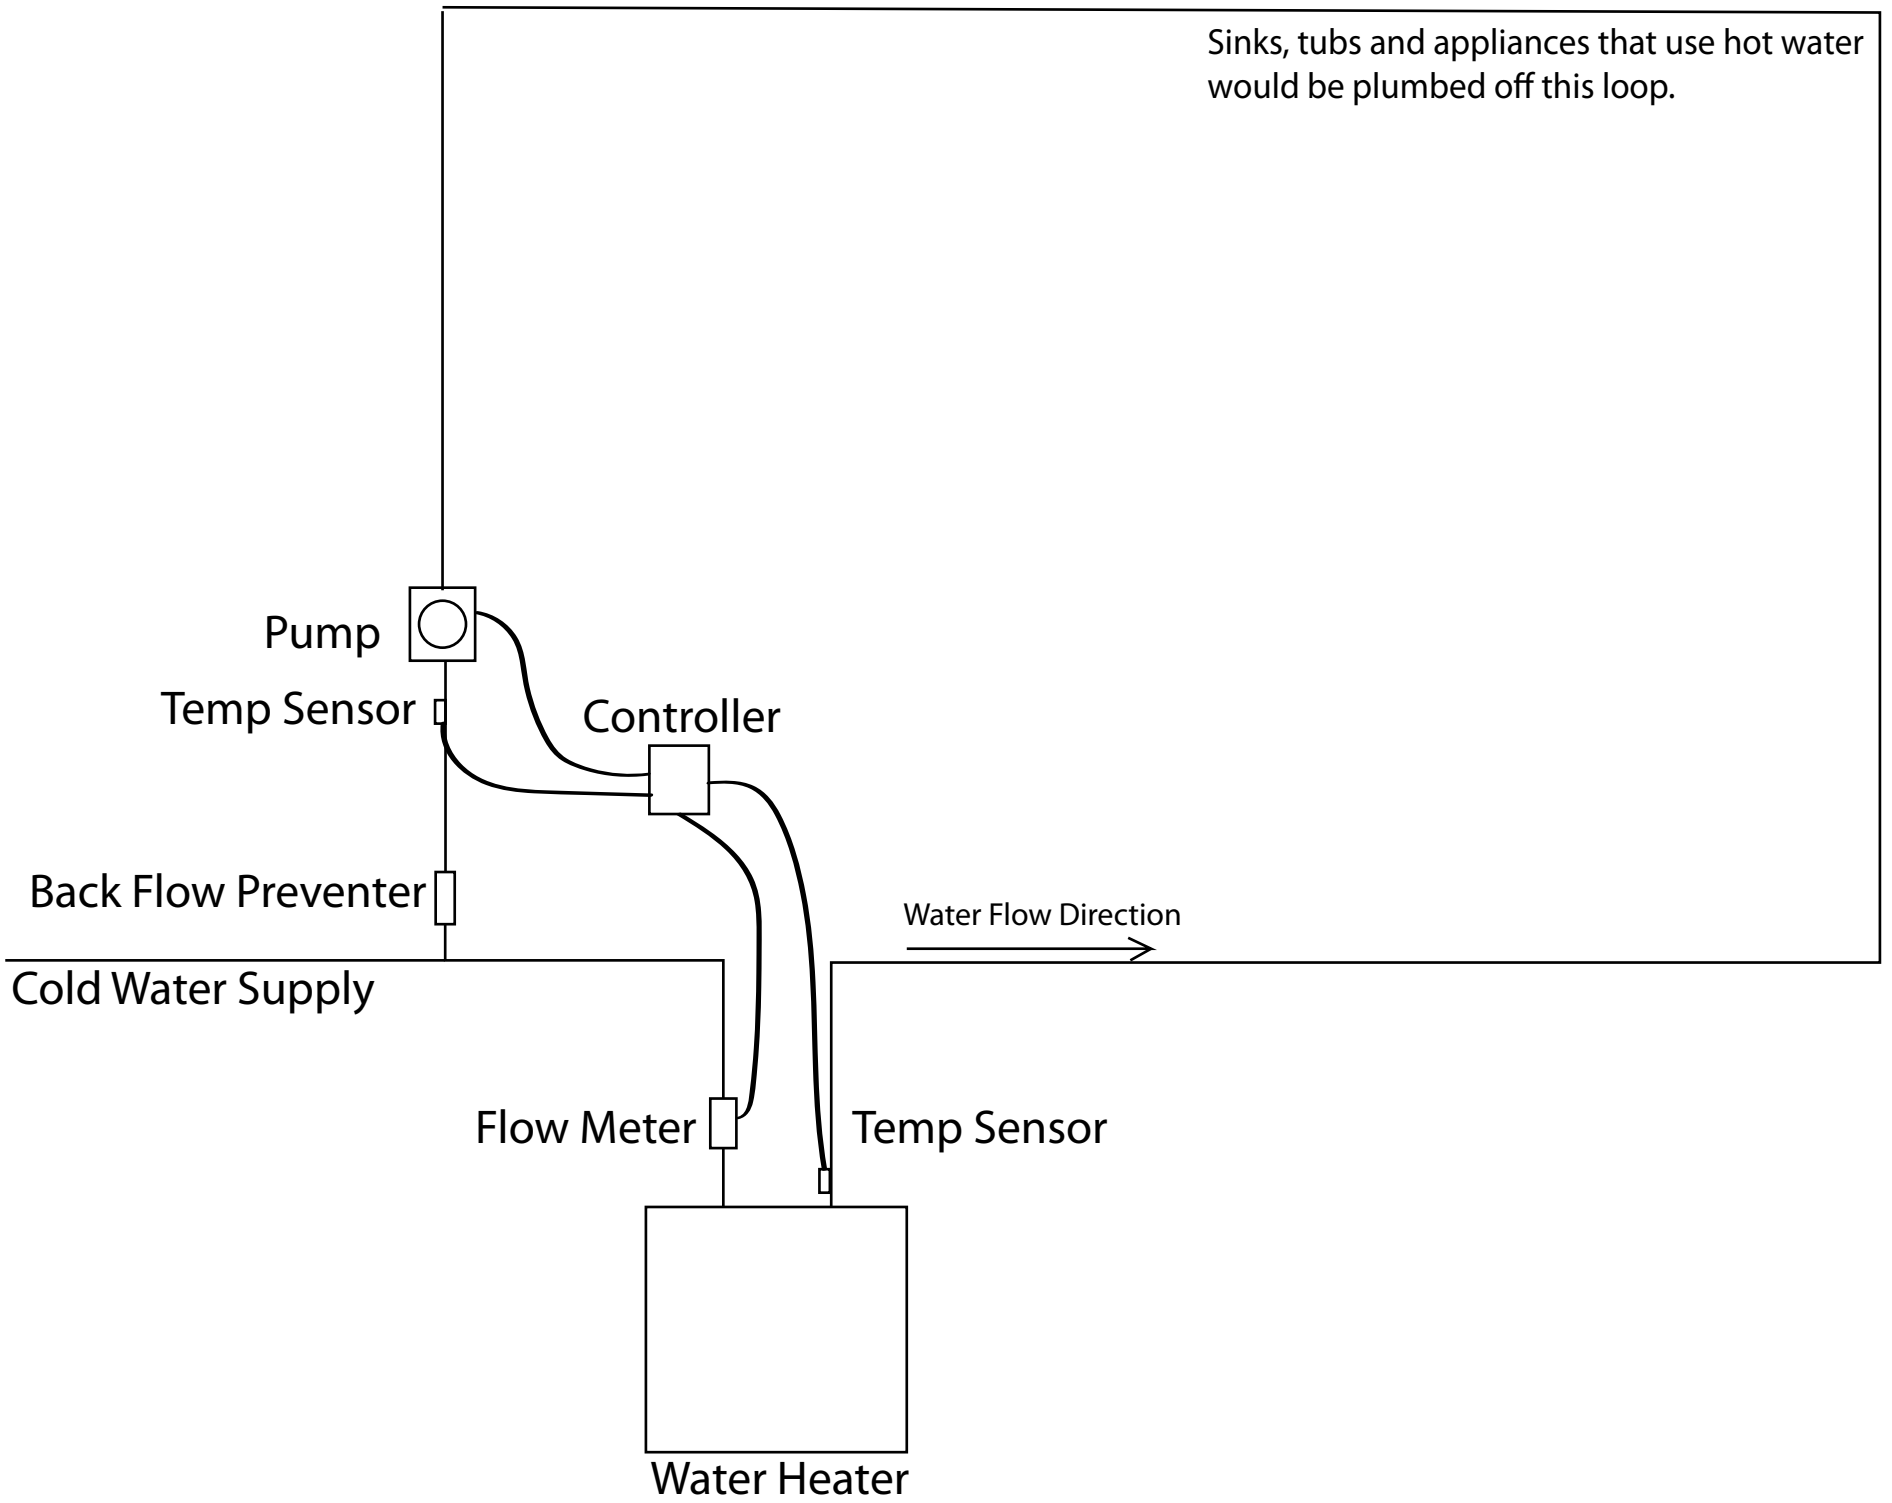 Sinks, tubs and appliances that use hot water
would be plumbed off this loop.
Pump
Temp Sensor
Controller
Back Flow Preventer
Water Flow Direction
Cold Water Supply
Flow Meter
Temp Sensor
Water Heater